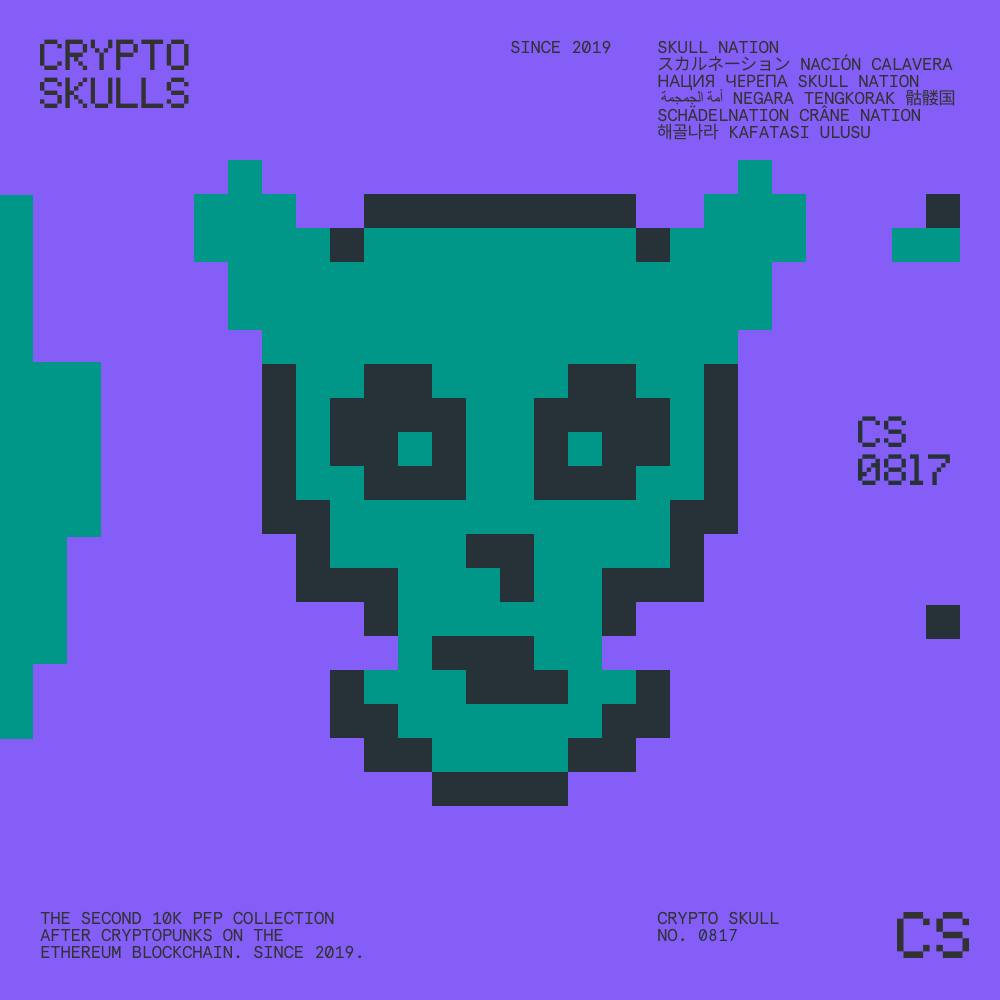 CRYPTO
SKULLS
SINCE 2019
SKULL NATION
スカルネーション NACIÓN CALAVERA
НАЦИЯ ЧЕРЕПА SKULL NATION
أمة الجمجمة NEGARA TENGKORAK 骷髅国
SCHÄDELNATION CRÂNE NATION
해골나라 KAFATASI ULUSU
CS
0817
THE SECOND 10K PFP COLLECTION
AFTER CRYPTOPUNKS ON THE
ETHEREUM BLOCKCHAIN. SINCE 2019.
CRYPTO SKULL
NO. 0817
CS